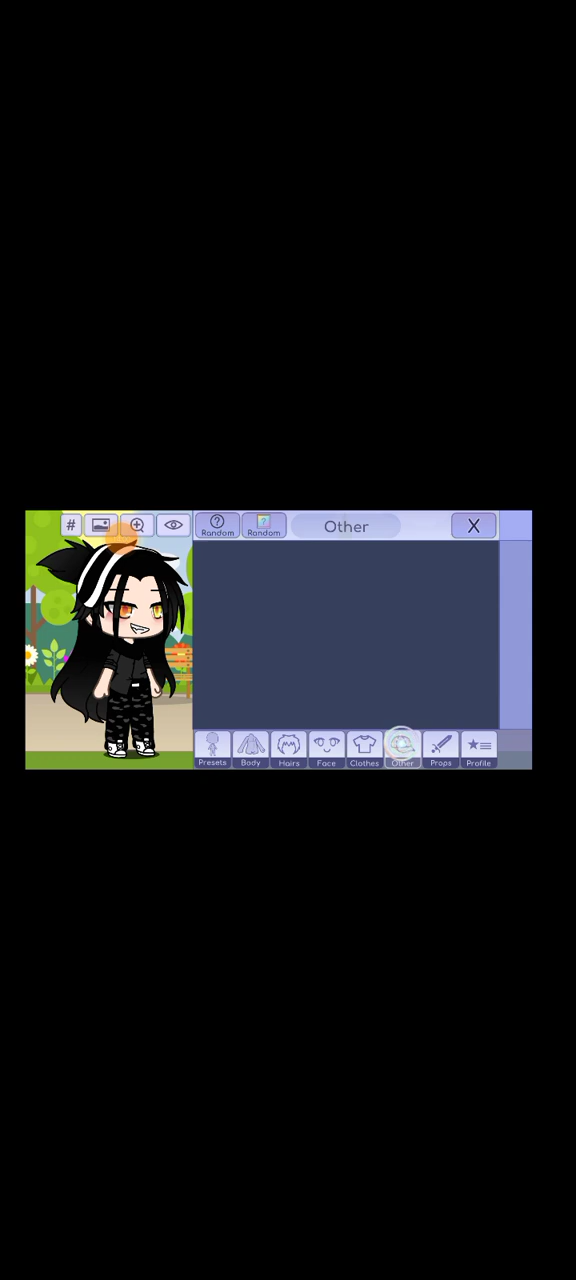 #
Random
Random
Other
X
Presets
Body
Hairs
Face
Clothes
Other
Props
Profile